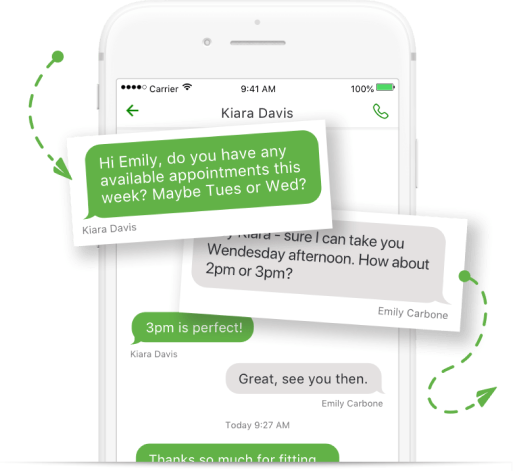 Carrier 9:41 AM 100%
Kiara Davis
Hi Emily, do you have any
available appointments this
week? Maybe Tues or Wed?
Kiara Davis
Kiara - sure I can take you
Wendesday afternoon. How about
2pm or 3pm?
Emily Carbone
3pm is perfect!
Kiara Davis
Great, see you then.
Emily Carbone
Today 9:27 AM
Thanks so much for fitting